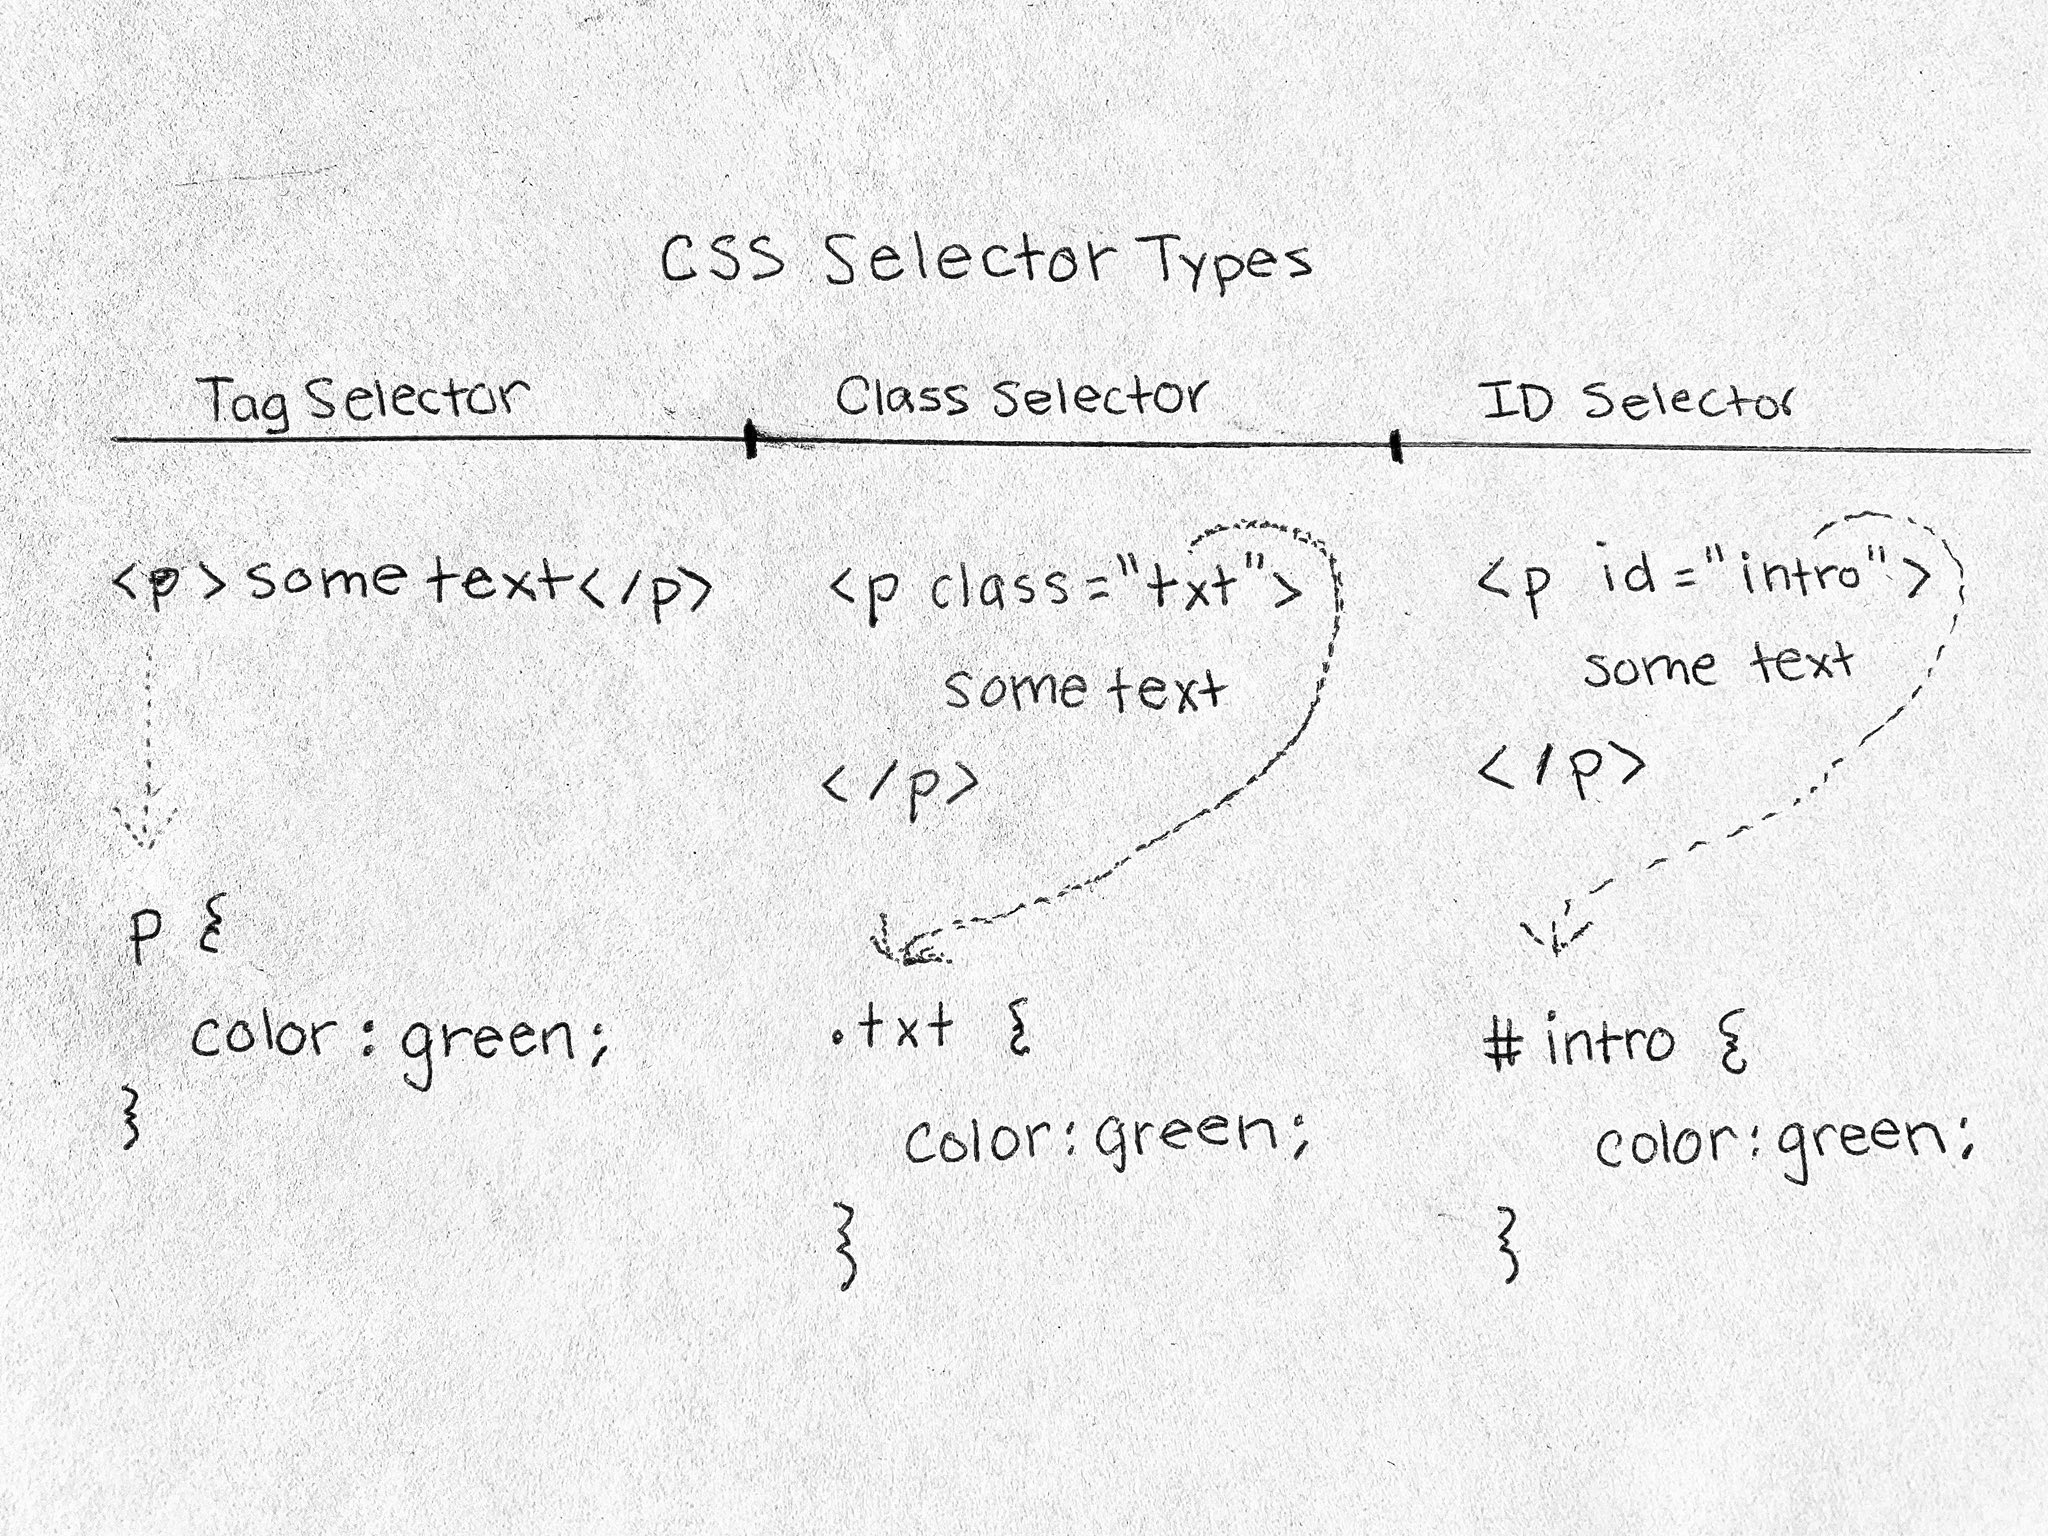 CSS Selector Types
Tag Selector
<p>some text</p>
p {
color: green;
}
Class Selector
<p class="txt">
some text
</p>
.txt {
color: green;
}
ID Selector
<p id="intro">
some text
</p>
#intro {
color: green;
}